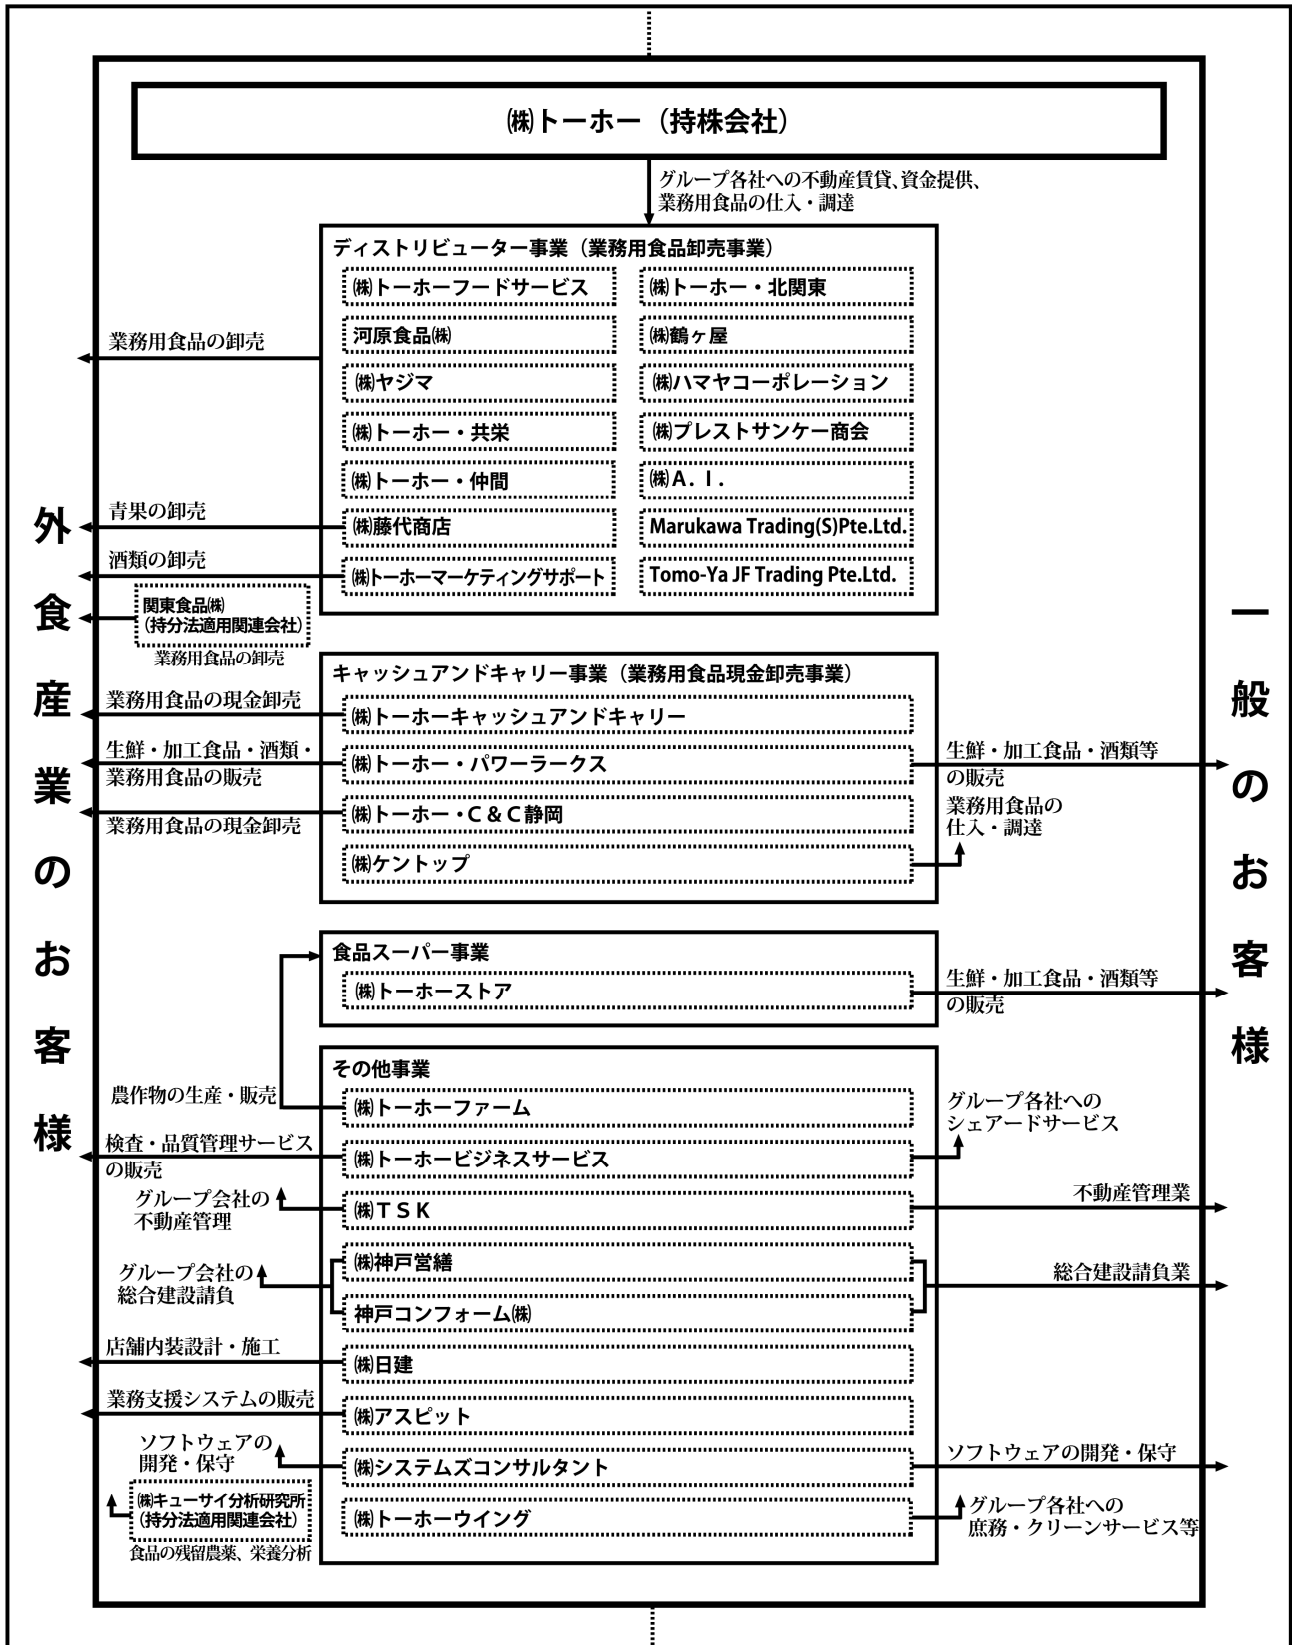 ㈱トーホー（持株会社）
グループ各社への不動産賃貸、資金提供、
業務用食品の仕入・調達
ディストリビューター事業（業務用食品卸売事業）
㈱トーホーフードサービス
㈱トーホー・北関東
河原食品㈱
㈱鶴ヶ屋
㈱ヤジマ
㈱ハマヤコーポレーション
㈱トーホー・共栄
㈱プレストサンケー商会
㈱トーホー・仲間
㈱Ａ．Ｉ．
㈱藤代商店
Marukawa Trading(S)Pte.Ltd.
㈱トーホーマーケティングサポート
Tomo-Ya JF Trading Pte.Ltd.
業務用食品の卸売
青果の卸売
酒類の卸売
関東食品㈱
（持分法適用関連会社）
業務用食品の卸売
キャッシュアンドキャリー事業（業務用食品現金卸売事業）
㈱トーホーキャッシュアンドキャリー
㈱トーホー・パワーラークス
㈱トーホー・Ｃ＆Ｃ静岡
㈱ケントップ
業務用食品の現金卸売
生鮮・加工食品・酒類・
業務用食品の販売
業務用食品の現金卸売
生鮮・加工食品・酒類等
の販売
業務用食品の
仕入・調達
食品スーパー事業
㈱トーホーストア
生鮮・加工食品・酒類等
の販売
その他事業
㈱トーホーファーム
㈱トーホービジネスサービス
㈱ＴＳＫ
㈱神戸営繕
神戸コンフォーム㈱
㈱日建
㈱アスピット
㈱システムズコンサルタント
㈱トーホーウイング
農作物の生産・販売
検査・品質管理サービス
の販売
グループ会社の
不動産管理
グループ会社の
総合建設請負
店舗内装設計・施工
業務支援システムの販売
ソフトウェアの
開発・保守
㈱キューサイ分析研究所
（持分法適用関連会社）
食品の残留農薬、栄養分析
グループ各社への
シェアードサービス
不動産管理業
総合建設請負業
ソフトウェアの開発・保守
グループ各社への
庶務・クリーンサービス等
外食産業のお客様
一般のお客様